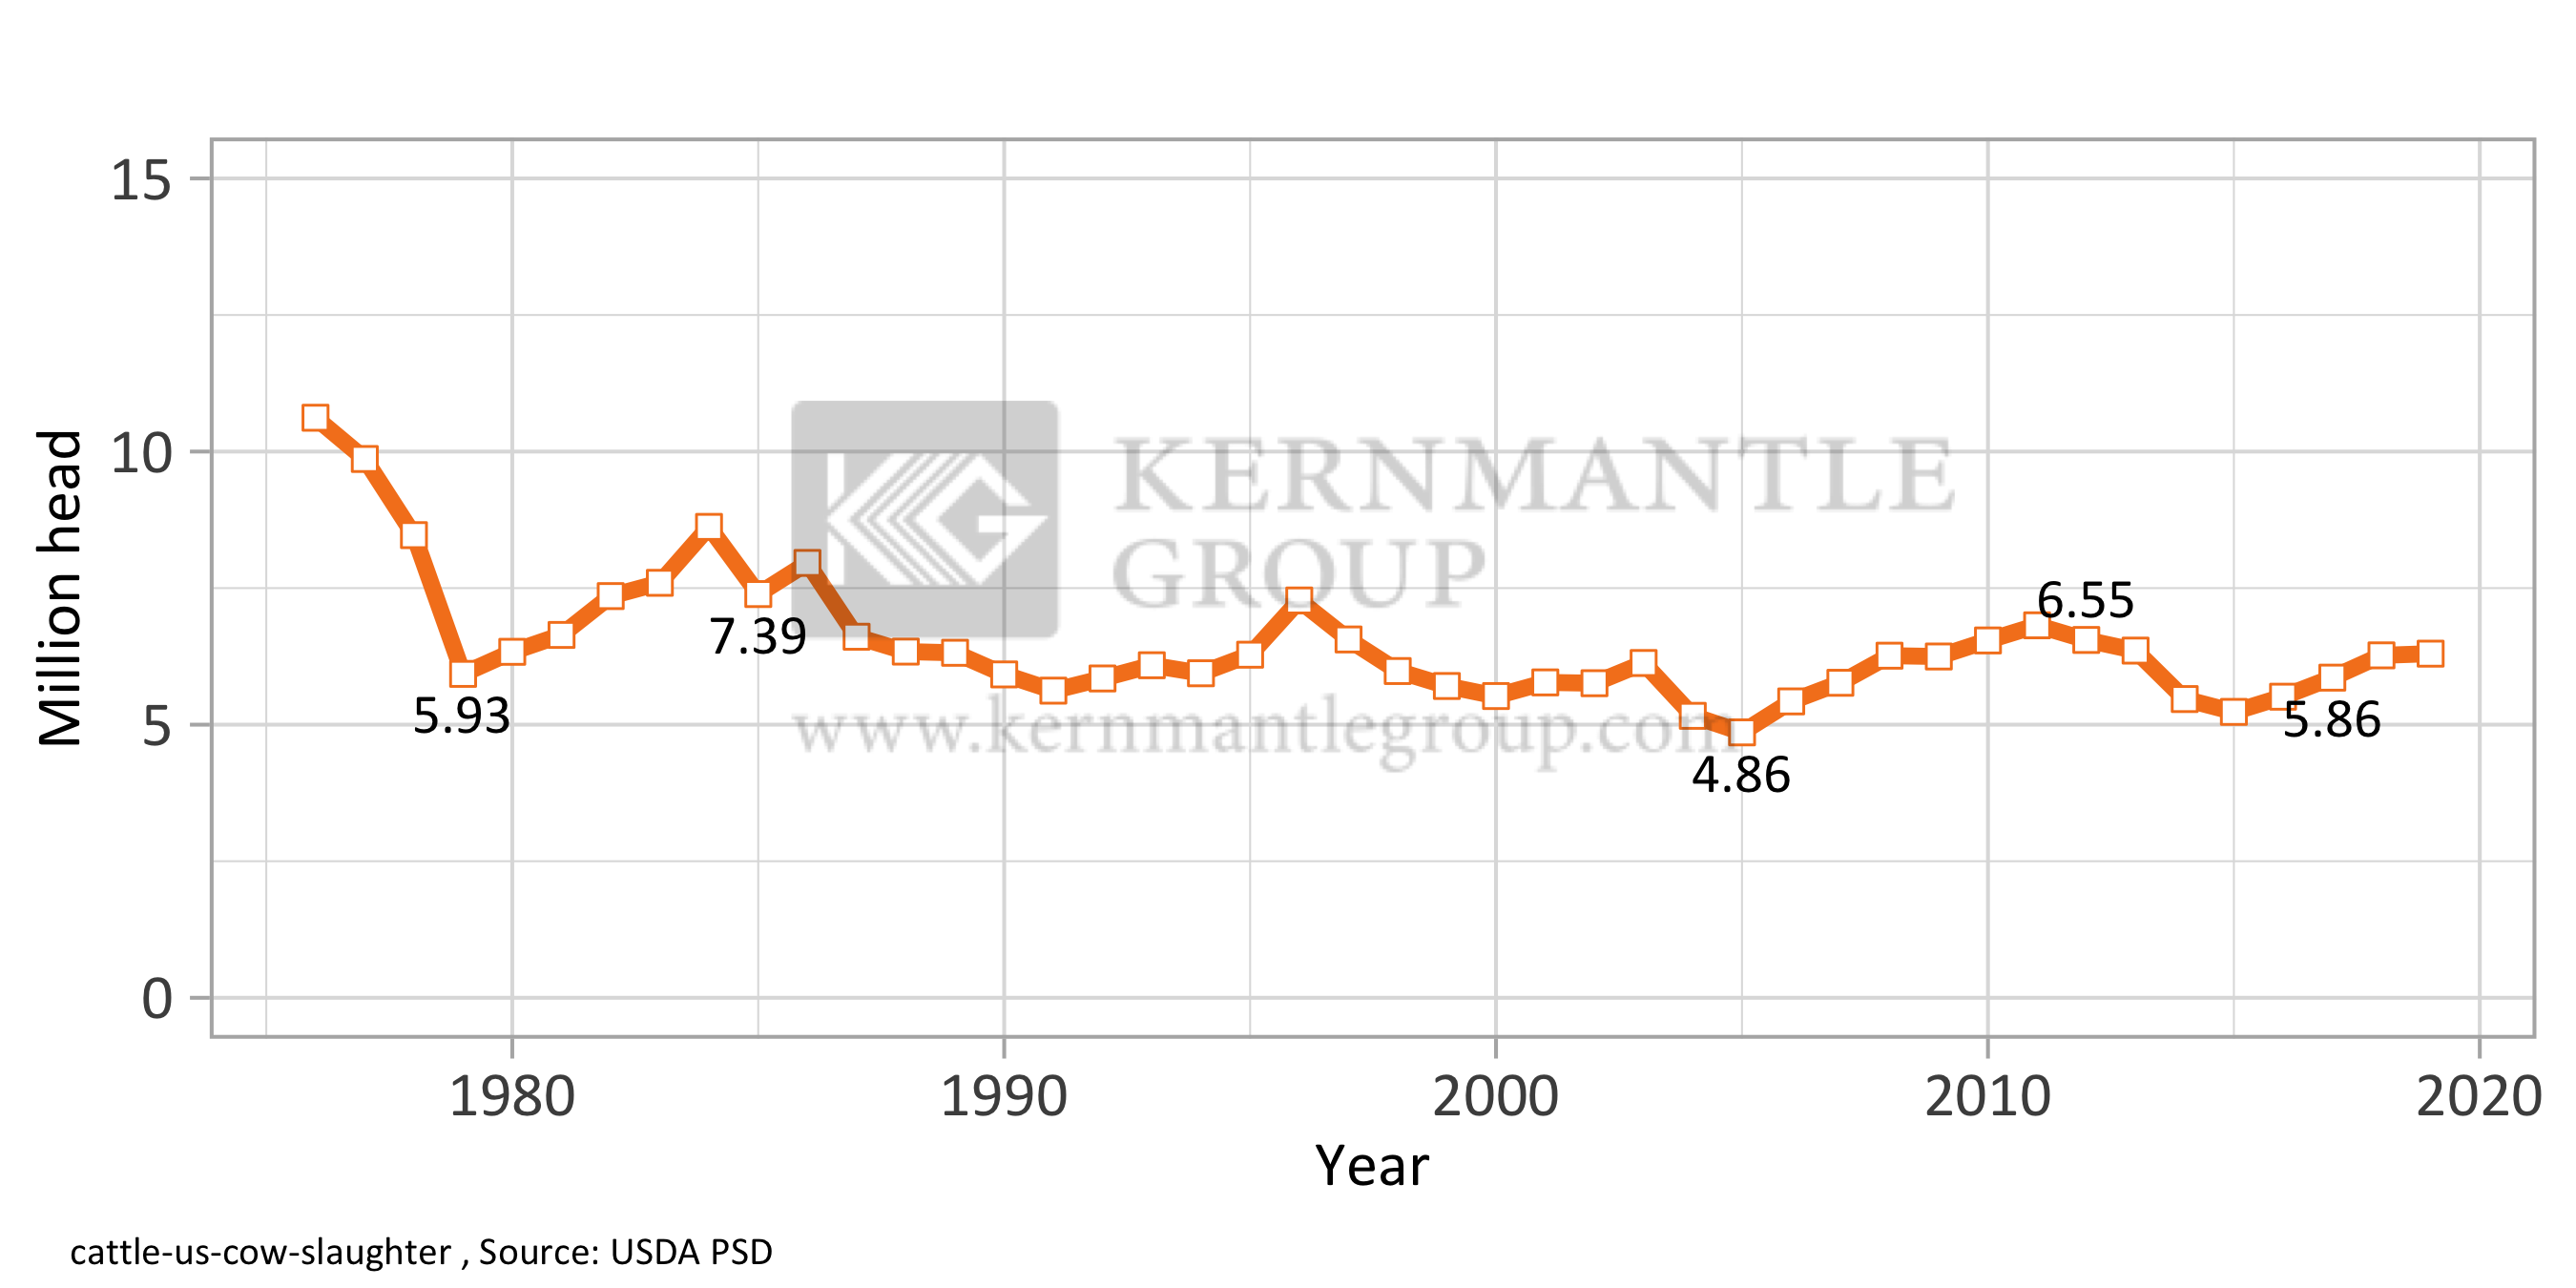 15
10
5
0
Million head
KERNMANTLE
GROUP
www.kernmantlegroup.com
5.93
7.39
4.86
6.55
5.86
1980
1990
2000
2010
2020
Year
cattle-us-cow-slaughter , Source: USDA PSD